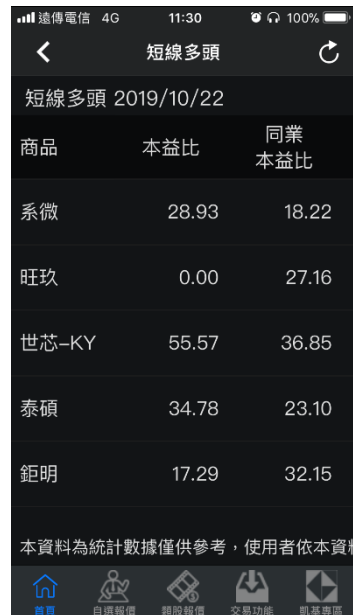 遠傳電信 4G 11:30 100%
短線多頭
短線多頭 2019/10/22
商品 本益比 同業
本益比
系微 28.93 18.22
旺玖 0.00 27.16
世芯-KY 55.57 36.85
泰碩 34.78 23.10
鉅明 17.29 32.15
本資料為統計數據僅供參考，使用者依本資料
首頁 自選報價 類股報價 交易功能 凱基專區